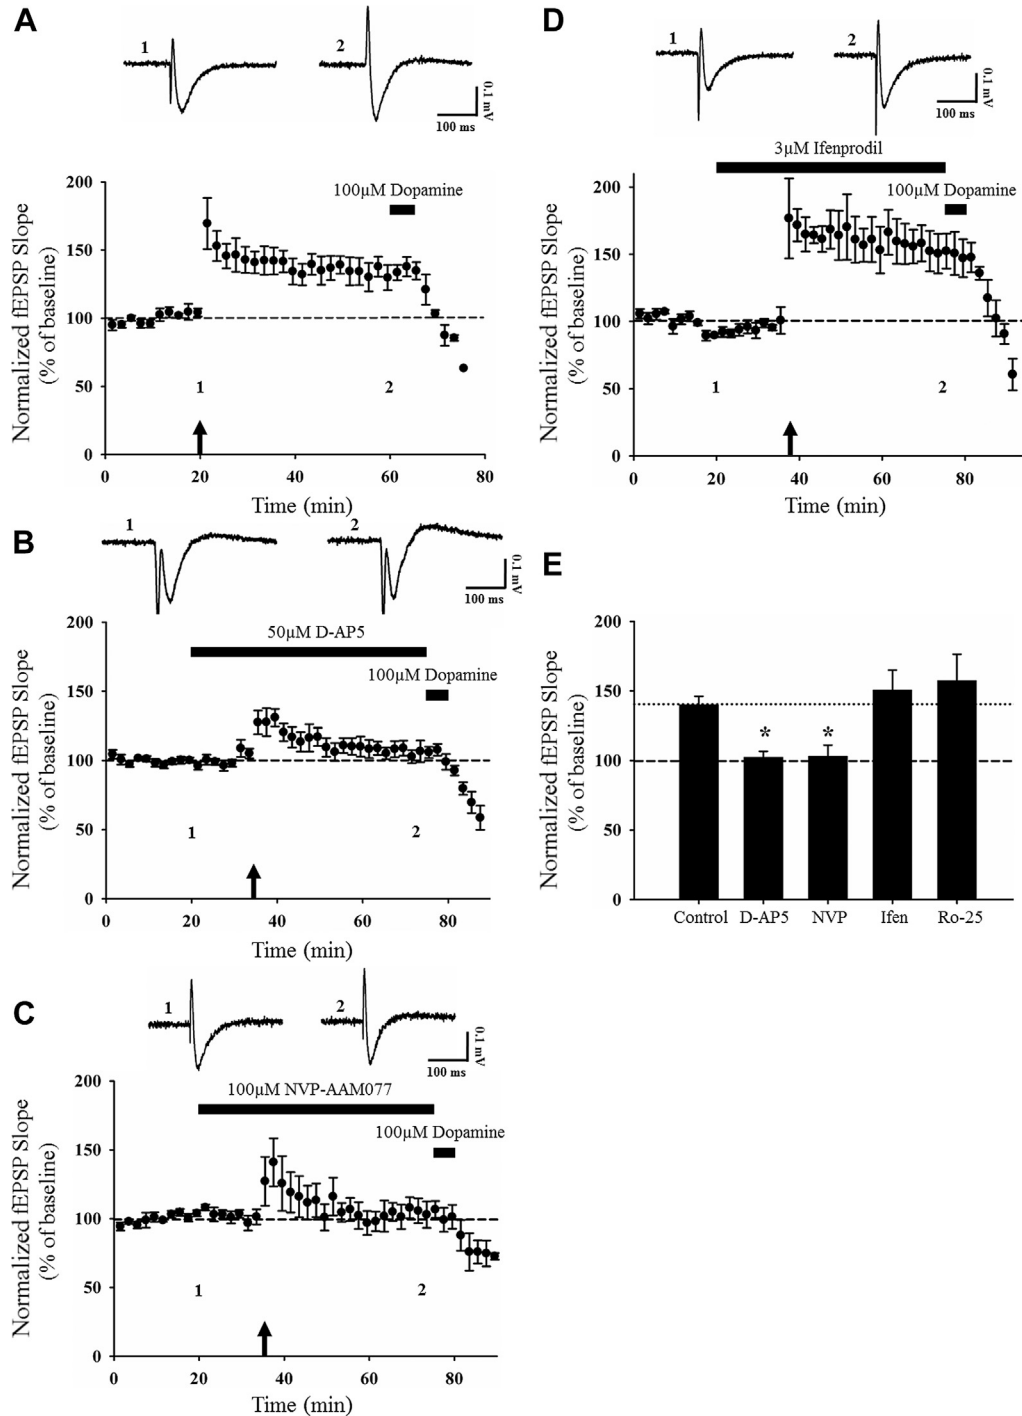 A
1
2
0.1 mV
100 ms
100µM Dopamine
Normalized fEPSP Slope
(% of baseline)
200
150
100
50
0
1
2
0
20
40
60
80
Time (min)
B
1
2
0.1 mV
100 ms
50µM D-AP5
100µM Dopamine
Normalized fEPSP Slope
(% of baseline)
200
150
100
50
0
1
2
0
20
40
60
80
Time (min)
C
1
2
0.1 mV
100 ms
100µM NVP-AAM077
100µM Dopamine
Normalized fEPSP Slope
(% of baseline)
200
150
100
50
0
1
2
0
20
40
60
80
Time (min)
D
1
2
0.1 mV
100 ms
3µM Ifenprodil
100µM Dopamine
Normalized fEPSP Slope
(% of baseline)
200
150
100
50
0
1
2
0
20
40
60
80
Time (min)
E
Normalized fEPSP Slope
(% of baseline)
200
150
100
50
0
* *
Control D-AP5 NVP Ifen Ro-25